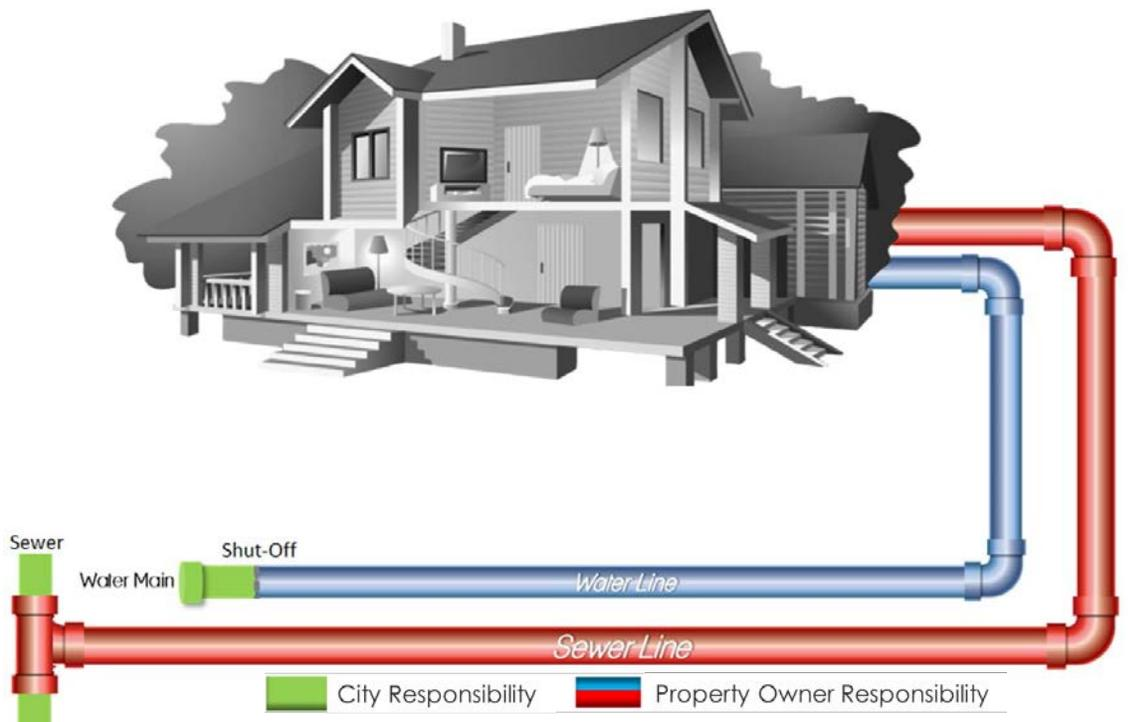 Sewer
Shut-Off
Water Main
Water Line
Sewer Line
City Responsibility
Property Owner Responsibility